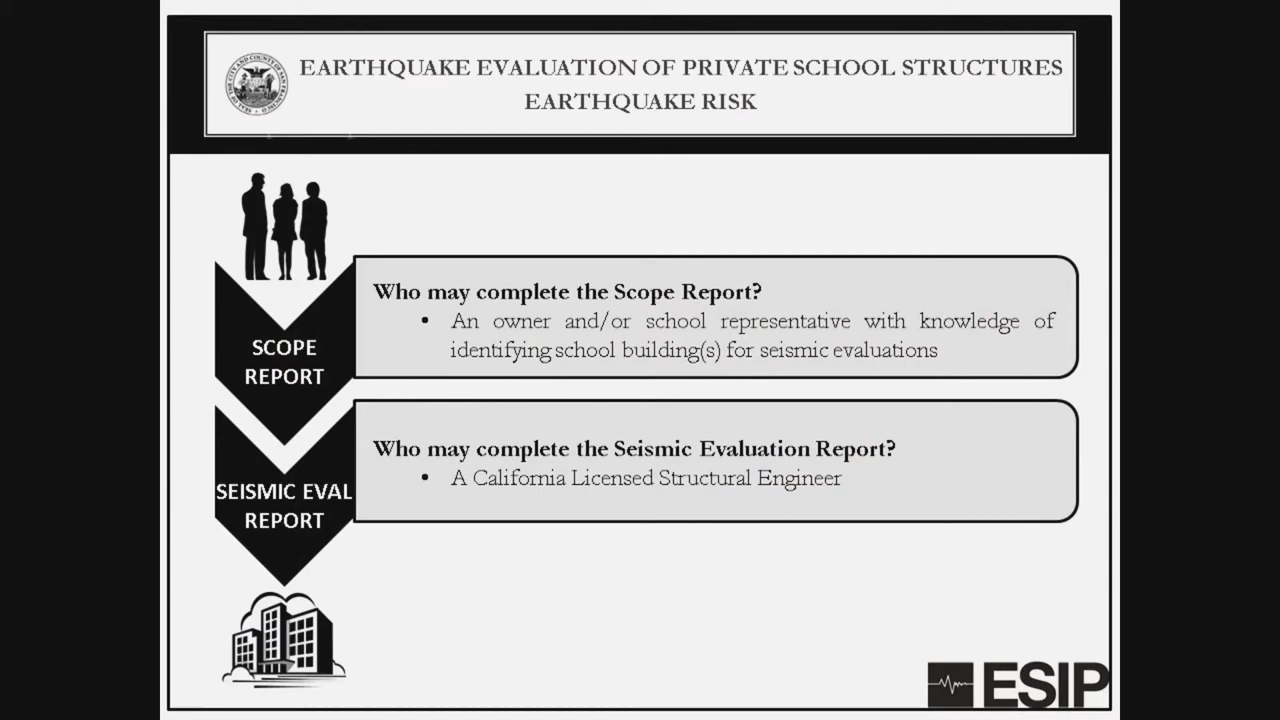 EARTHQUAKE EVALUATION OF PRIVATE SCHOOL STRUCTURES
EARTHQUAKE RISK
Who may complete the Scope Report?
• An owner and/or school representative with knowledge of
identifying school building(s) for seismic evaluations
SCOPE
REPORT
Who may complete the Seismic Evaluation Report?
• A California Licensed Structural Engineer
SEISMIC EVAL
REPORT
ESIP